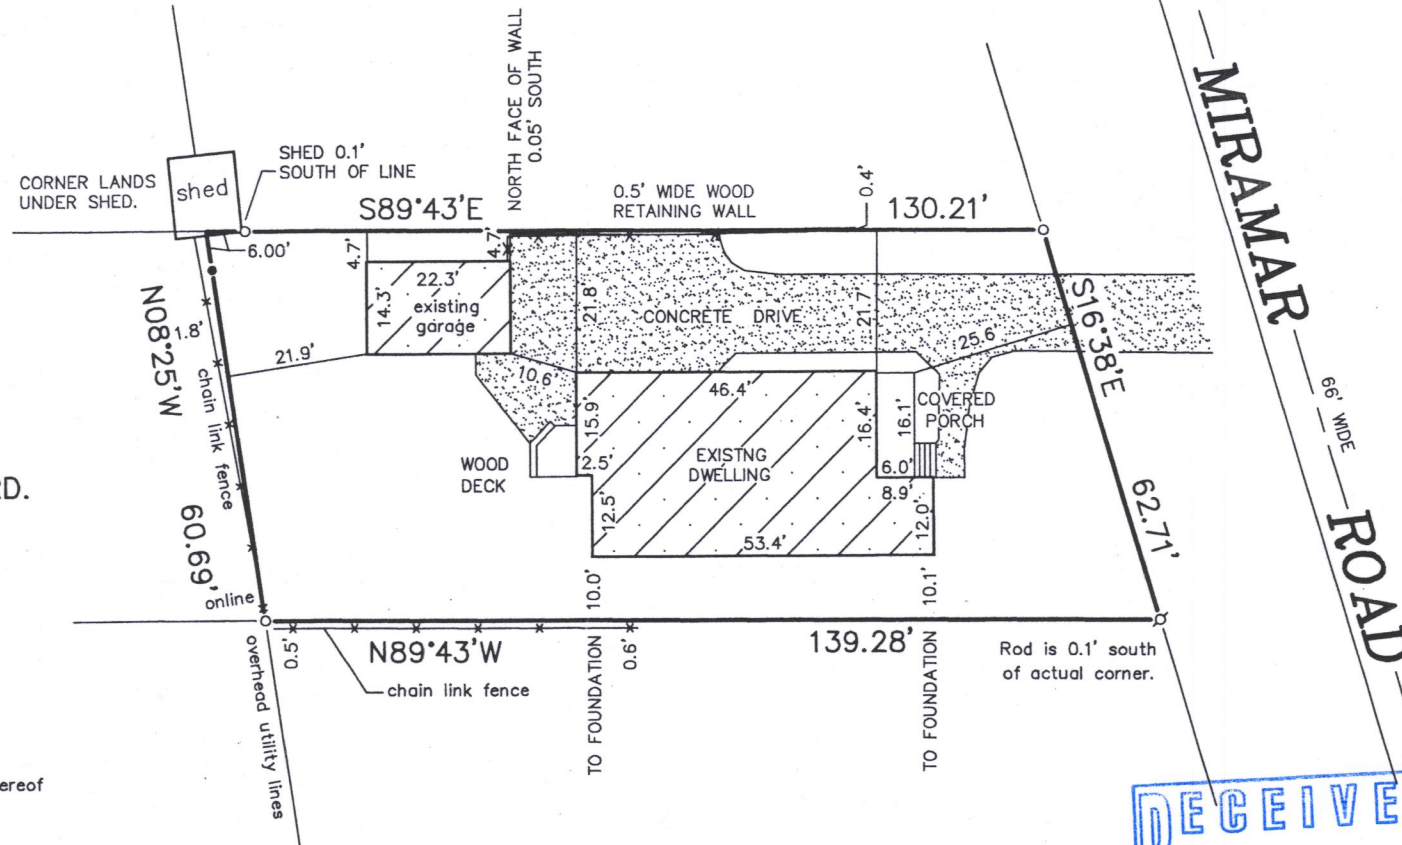 NORTH FACE OF WALL
0.05' SOUTH
SHED 0.1'
SOUTH OF LINE
CORNER LANDS
UNDER SHED.
shed
S89°43'E
0.5' WIDE WOOD
RETAINING WALL
0.4'
130.21'
MIRAMAR
ROAD
66' WIDE
6.00'
4.7'
4.7'
22.3'
existing
garage
14.3'
21.8'
CONCRETE DRIVE
21.7'
25.6'
S16°38'E
62.71'
N08°25'W
60.69'
1.8'
chain link fence
21.9'
10.6'
46.4'
15.9'
16.4'
16.1'
COVERED
PORCH
WOOD
DECK
2.5'
EXISTNG
DWELLING
6.0'
8.9'
12.5'
12.0'
53.4'
RD.
online
10.0'
TO FOUNDATION
10.1'
TO FOUNDATION
0.5'
N89°43'W
0.6'
139.28'
Rod is 0.1' south
of actual corner.
chain link fence
overhead utility lines
ereof
DECEIVE